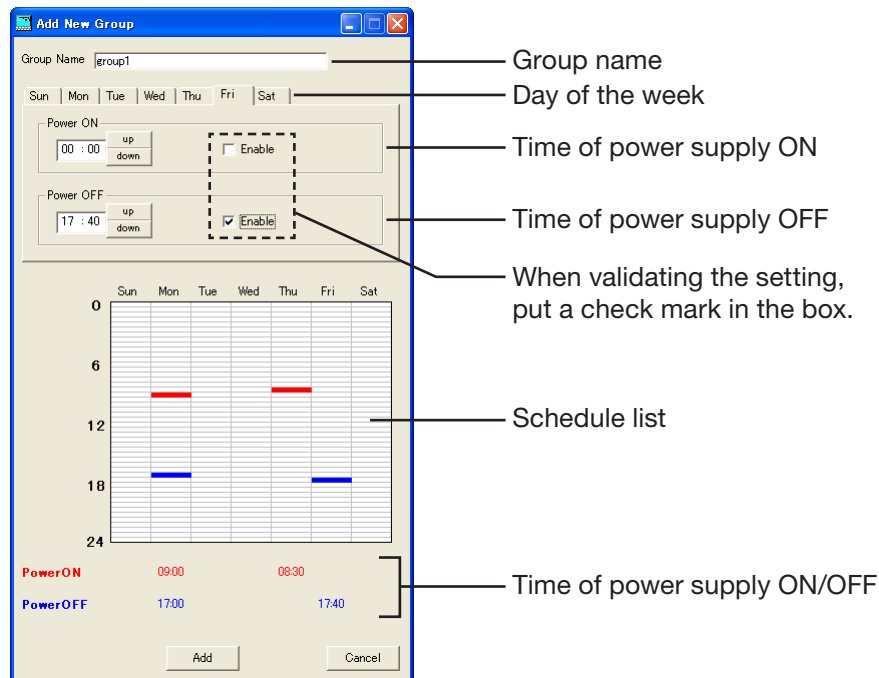 Add New Group
Group Name group1
Group name
Sun Mon Tue Wed Thu Fri Sat
Day of the week
Power ON
00 : 00 up down Enable
Time of power supply ON
Power OFF
17 : 40 up down Enable
Time of power supply OFF
When validating the setting,
put a check mark in the box.
Sun Mon Tue Wed Thu Fri Sat
0
6
12
Schedule list
18
24
PowerON 09:00 08:30
PowerOFF 17:00 17:40
Time of power supply ON/OFF
Add Cancel